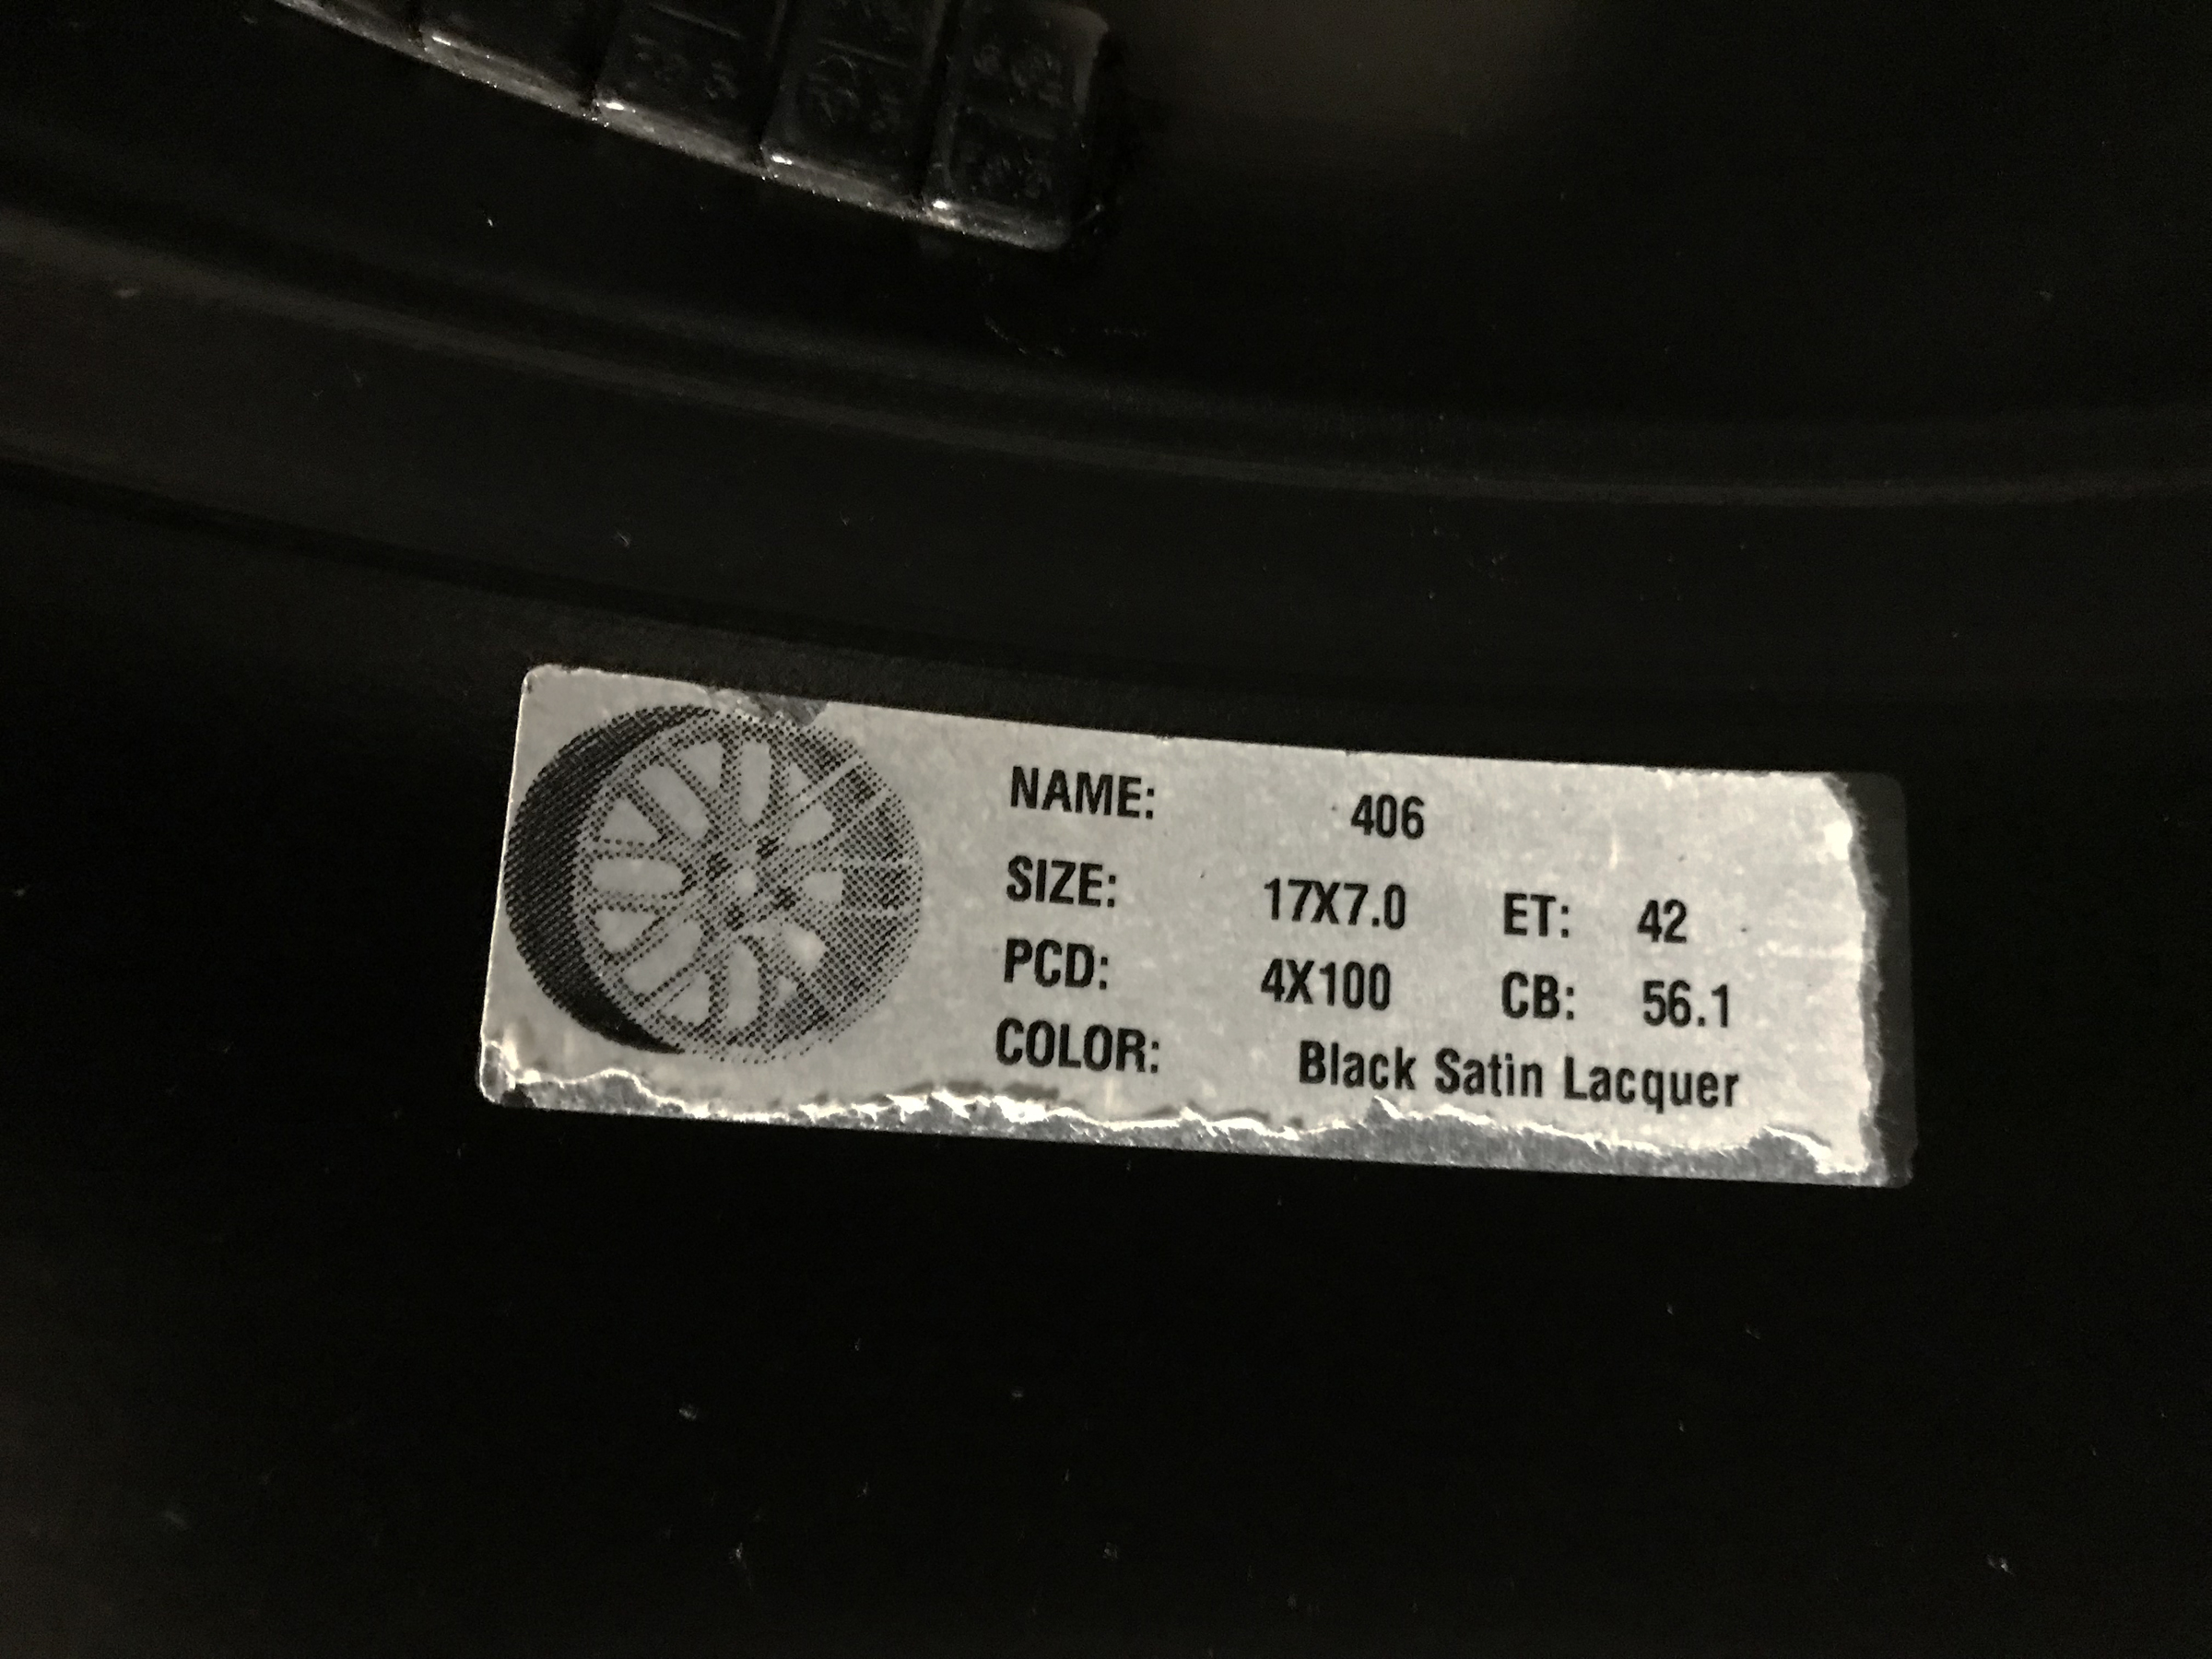 NAME: 406
SIZE: 17X7.0 ET: 42
PCD: 4X100 CB: 56.1
COLOR: Black Satin Lacquer